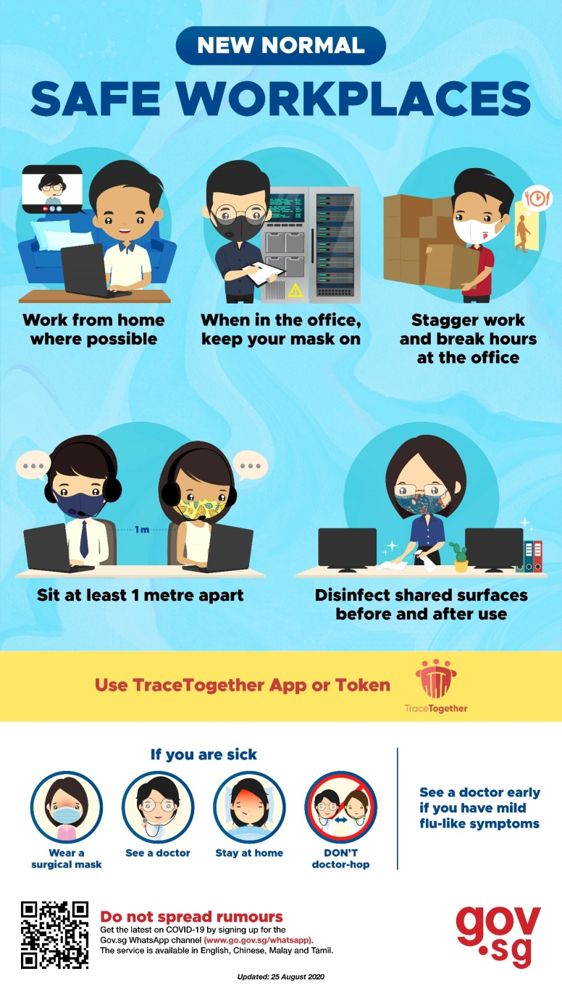 NEW NORMAL
SAFE WORKPLACES
Work from home
where possible
When in the office,
keep your mask on
Stagger work
and break hours
at the office
1m
Sit at least 1 metre apart
Disinfect shared surfaces
before and after use
Use TraceTogether App or Token
TraceTogether
If you are sick
Wear a
surgical mask
See a doctor
Stay at home
DON'T
doctor-hop
See a doctor early
if you have mild
flu-like symptoms
Do not spread rumours
Get the latest on COVID-19 by signing up for the
Gov.sg WhatsApp channel (www.go.gov.sg/whatsapp).
The service is available in English, Chinese, Malay and Tamil.
gov
.sg
Updated: 25 August 2020